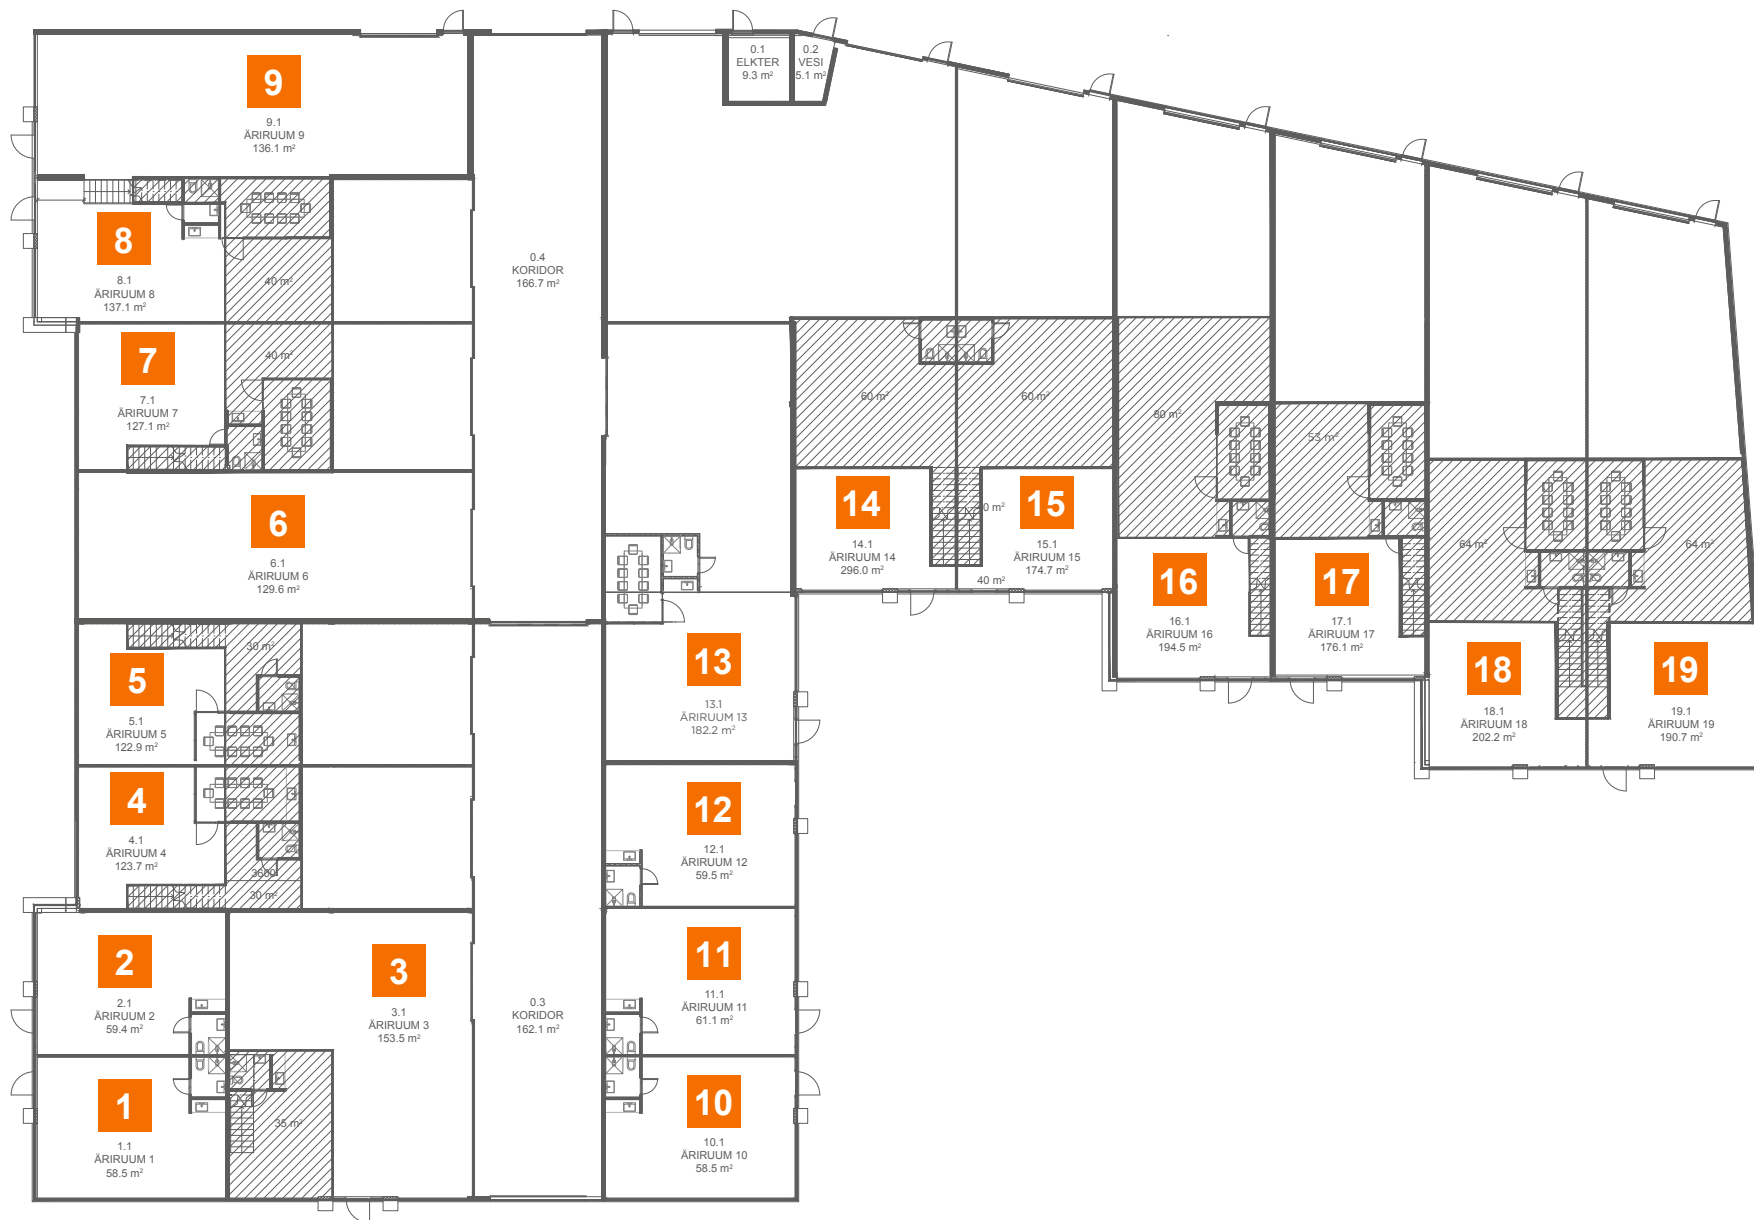 0.1
ELKTER
9.3 m²
0.2
VESI
5.1 m²
9
9.1
ÄRIRUUM 9
136.1 m²
8
8.1
ÄRIRUUM 8
137.1 m²
40 m²
0.4
KORIDOR
166.7 m²
7
7.1
ÄRIRUUM 7
127.1 m²
40 m²
60 m²
60 m²
80 m²
53 m²
6
6.1
ÄRIRUUM 6
129.6 m²
14
14.1
ÄRIRUUM 14
296.0 m²
15
15.1
ÄRIRUUM 15
174.7 m²
40 m²
16
16.1
ÄRIRUUM 16
194.5 m²
17
17.1
ÄRIRUUM 17
176.1 m²
64 m²
64 m²
18
18.1
ÄRIRUUM 18
202.2 m²
19
19.1
ÄRIRUUM 19
190.7 m²
30 m²
5
5.1
ÄRIRUUM 5
122.9 m²
13
13.1
ÄRIRUUM 13
182.2 m²
4
4.1
ÄRIRUUM 4
123.7 m²
3600
30 m²
12
12.1
ÄRIRUUM 12
59.5 m²
2
2.1
ÄRIRUUM 2
59.4 m²
3
3.1
ÄRIRUUM 3
153.5 m²
0.3
KORIDOR
162.1 m²
11
11.1
ÄRIRUUM 11
61.1 m²
1
1.1
ÄRIRUUM 1
58.5 m²
35 m²
10
10.1
ÄRIRUUM 10
58.5 m²